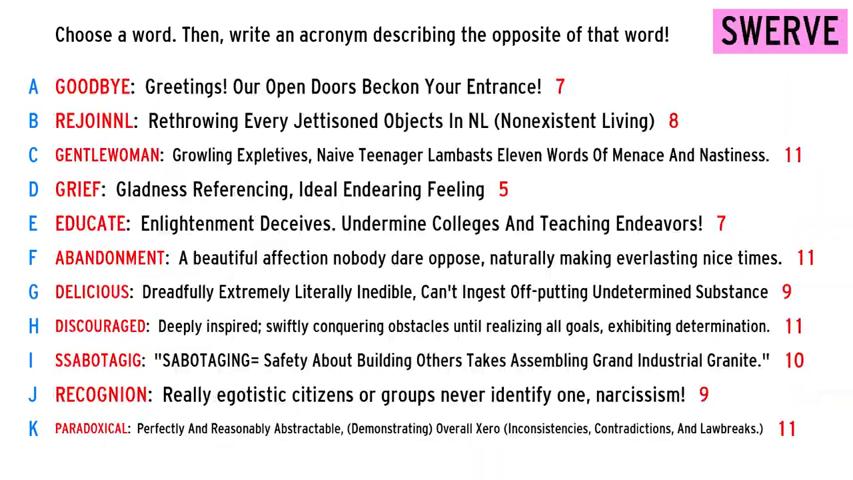 Choose a word. Then, write an acronym describing the opposite of that word!
SWERVE
A GOODBYE: Greetings! Our Open Doors Beckon Your Entrance! 7
B REJOINNL: Rethrowing Every Jettisoned Objects In NL (Nonexistent Living) 8
C GENTLEWOMAN: Growling Expletives, Naive Teenager Lambasts Eleven Words Of Menace And Nastiness. 11
D GRIEF: Gladness Referencing, Ideal Endearing Feeling 5
E EDUCATE: Enlightenment Deceives. Undermine Colleges And Teaching Endeavors! 7
F ABANDONMENT: A beautiful affection nobody dare oppose, naturally making everlasting nice times. 11
G DELICIOUS: Dreadfully Extremely Literally Inedible, Can't Ingest Off-putting Undetermined Substance 9
H DISCOURAGED: Deeply inspired; swiftly conquering obstacles until realizing all goals, exhibiting determination. 11
I SSABOTAGIG: "SABOTAGING= Safety About Building Others Takes Assembling Grand Industrial Granite." 10
J RECOGNION: Really egotistic citizens or groups never identify one, narcissism! 9
K PARADOXICAL: Perfectly And Reasonably Abstractable, (Demonstrating) Overall Xero (Inconsistencies, Contradictions, And Lawbreaks.) 11